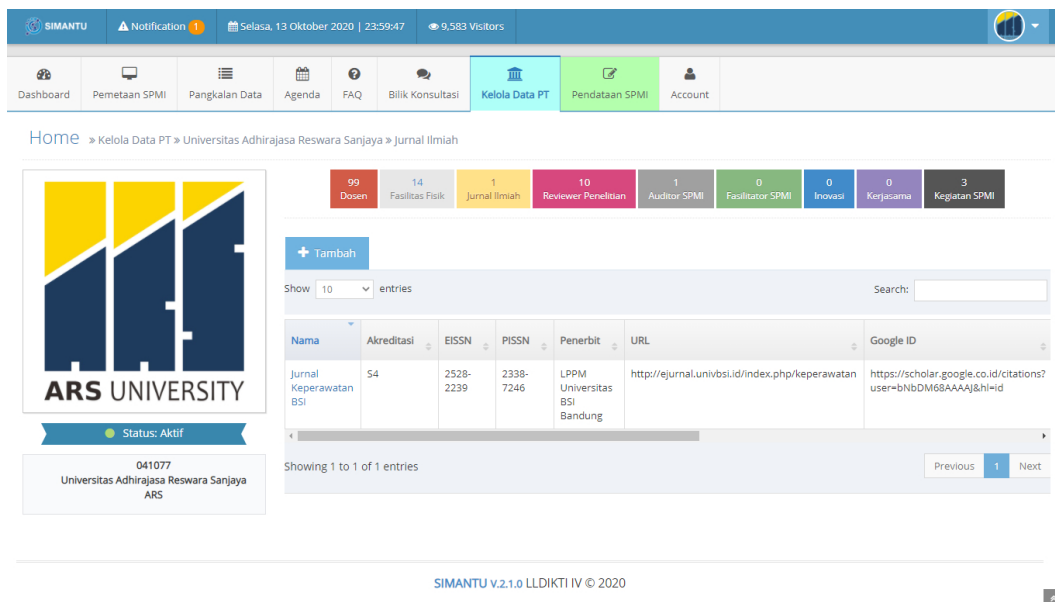 SIMANTU
Notification 1
Selasa, 13 Oktober 2020 | 23:59:47
9,583 Visitors
Dashboard
Pemetaan SPMI
Pangkalan Data
Agenda
FAQ
Bilik Konsultasi
Kelola Data PT
Pendataan SPMI
Account
Home » Kelola Data PT » Universitas Adhirajasa Reswara Sanjaya » Jurnal Ilmiah
99
Dosen
14
Fasilitas Fisik
1
Jurnal Ilmiah
10
Reviewer Penelitian
1
Auditor SPMI
0
Fasilitator SPMI
0
Inovasi
0
Kerjasama
3
Kegiatan SPMI
ARS UNIVERSITY
Status: Aktif
041077
Universitas Adhirajasa Reswara Sanjaya
ARS
+ Tambah
Show 10 entries
Search:
Nama
Akreditasi
EISSN
PISSN
Penerbit
URL
Google ID
Jurnal
Keperawatan
BSI
S4
2528-
2239
2338-
7246
LPPM
Universitas
BSI
Bandung
http://ejurnal.univbsi.id/index.php/keperawatan
https://scholar.google.co.id/citations?
user=bNbDM68AAAAJ&hl=id
Showing 1 to 1 of 1 entries
Previous 1 Next
SIMANTU V.2.1.0 LLDIKTI IV © 2020